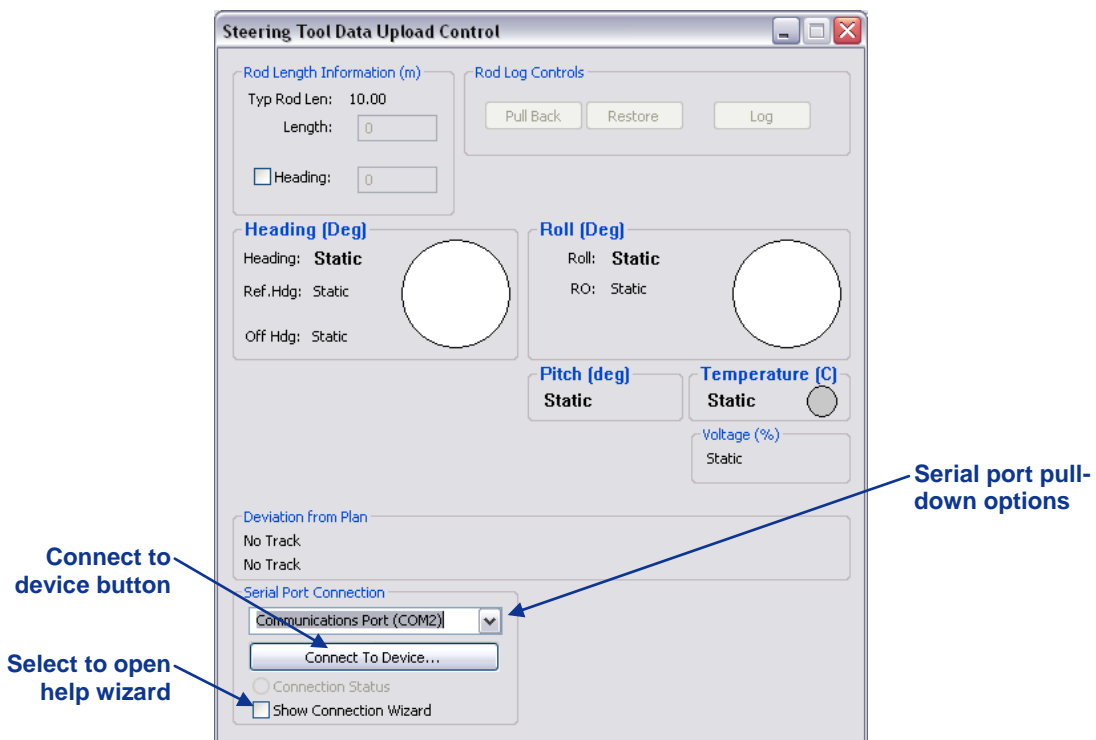 Steering Tool Data Upload Control
Rod Length Information (m)
Typ Rod Len: 10.00
Length: 0
Heading: 0
Rod Log Controls
Pull Back Restore Log
Heading (Deg)
Heading: Static
Ref.Hdg: Static
Off Hdg: Static
Roll (Deg)
Roll: Static
RO: Static
Pitch (deg)
Static
Temperature (C)
Static
Voltage (%)
Static
Deviation from Plan
No Track
No Track
Serial Port Connection
Communications Port (COM2)
Connect To Device...
Connection Status
Show Connection Wizard
Serial port pull-
down options
Connect to
device button
Select to open
help wizard